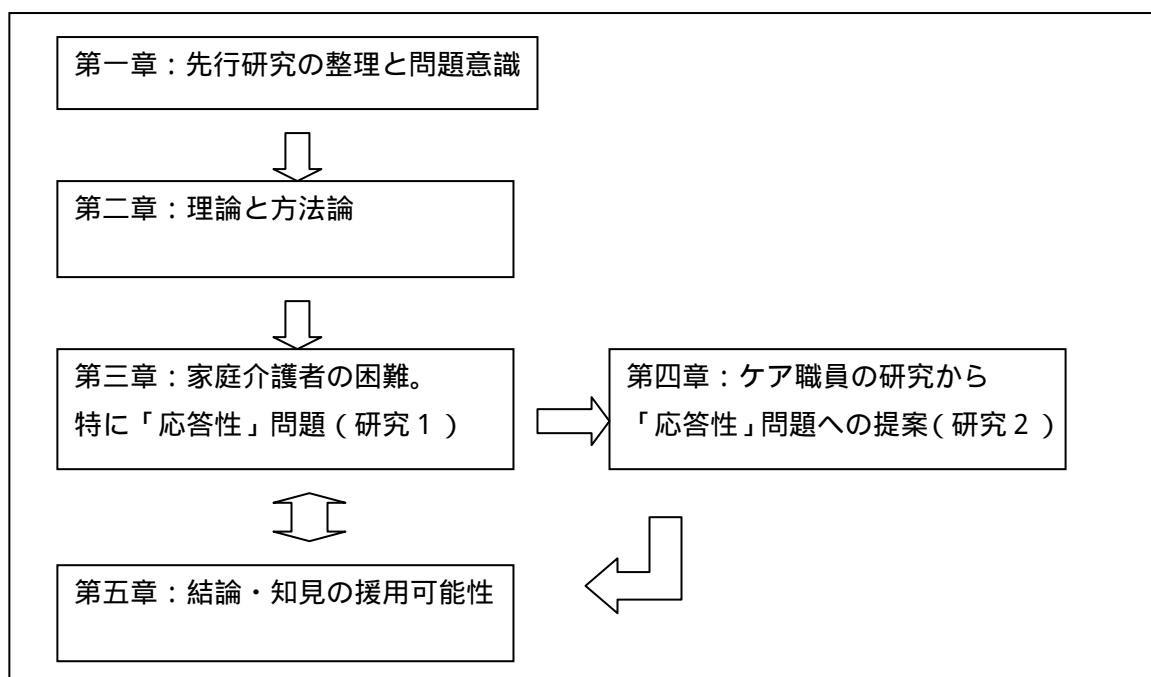 第一章：先行研究の整理と問題意識
第二章：理論と方法論
第三章：家庭介護者の困難。
特に「応答性」問題（研究１）
第四章：ケア職員の研究から
「応答性」問題への提案（研究２）
第五章：結論・知見の援用可能性